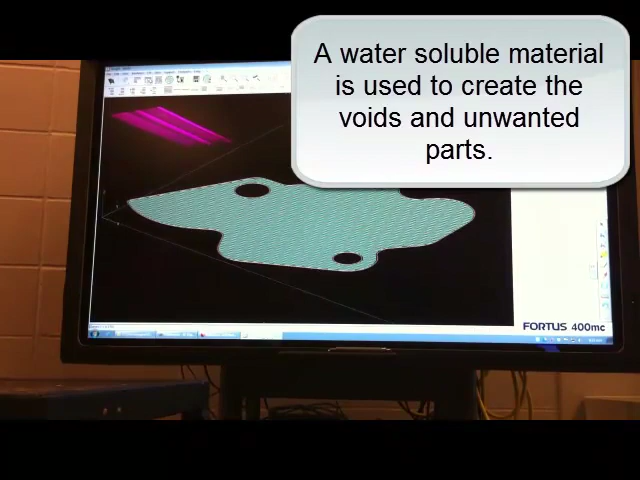 A water soluble material
is used to create the
voids and unwanted
parts.
FORTUS 400mc